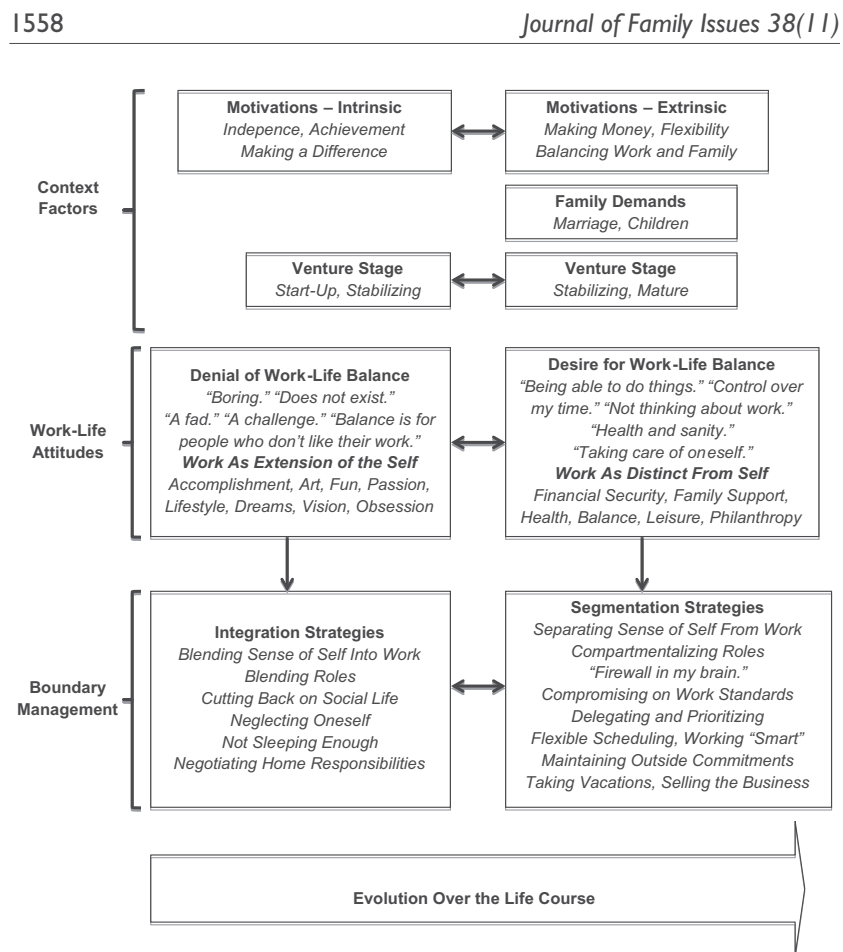 1558
Journal of Family Issues 38(11)
Context
Factors
Motivations – Intrinsic
Indepence, Achievement
Making a Difference
Motivations – Extrinsic
Making Money, Flexibility
Balancing Work and Family
Family Demands
Marriage, Children
Venture Stage
Start-Up, Stabilizing
Venture Stage
Stabilizing, Mature
Work-Life
Attitudes
Denial of Work-Life Balance
“Boring.” “Does not exist.”
“A fad.” “A challenge.” “Balance is for
people who don’t like their work.”
Work As Extension of the Self
Accomplishment, Art, Fun, Passion,
Lifestyle, Dreams, Vision, Obsession
Desire for Work-Life Balance
“Being able to do things.” “Control over
my time.” “Not thinking about work.”
“Health and sanity.”
“Taking care of oneself.”
Work As Distinct From Self
Financial Security, Family Support,
Health, Balance, Leisure, Philanthropy
Boundary
Management
Integration Strategies
Blending Sense of Self Into Work
Blending Roles
Cutting Back on Social Life
Neglecting Oneself
Not Sleeping Enough
Negotiating Home Responsibilities
Segmentation Strategies
Separating Sense of Self From Work
Compartmentalizing Roles
“Firewall in my brain.”
Compromising on Work Standards
Delegating and Prioritizing
Flexible Scheduling, Working “Smart”
Maintaining Outside Commitments
Taking Vacations, Selling the Business
Evolution Over the Life Course